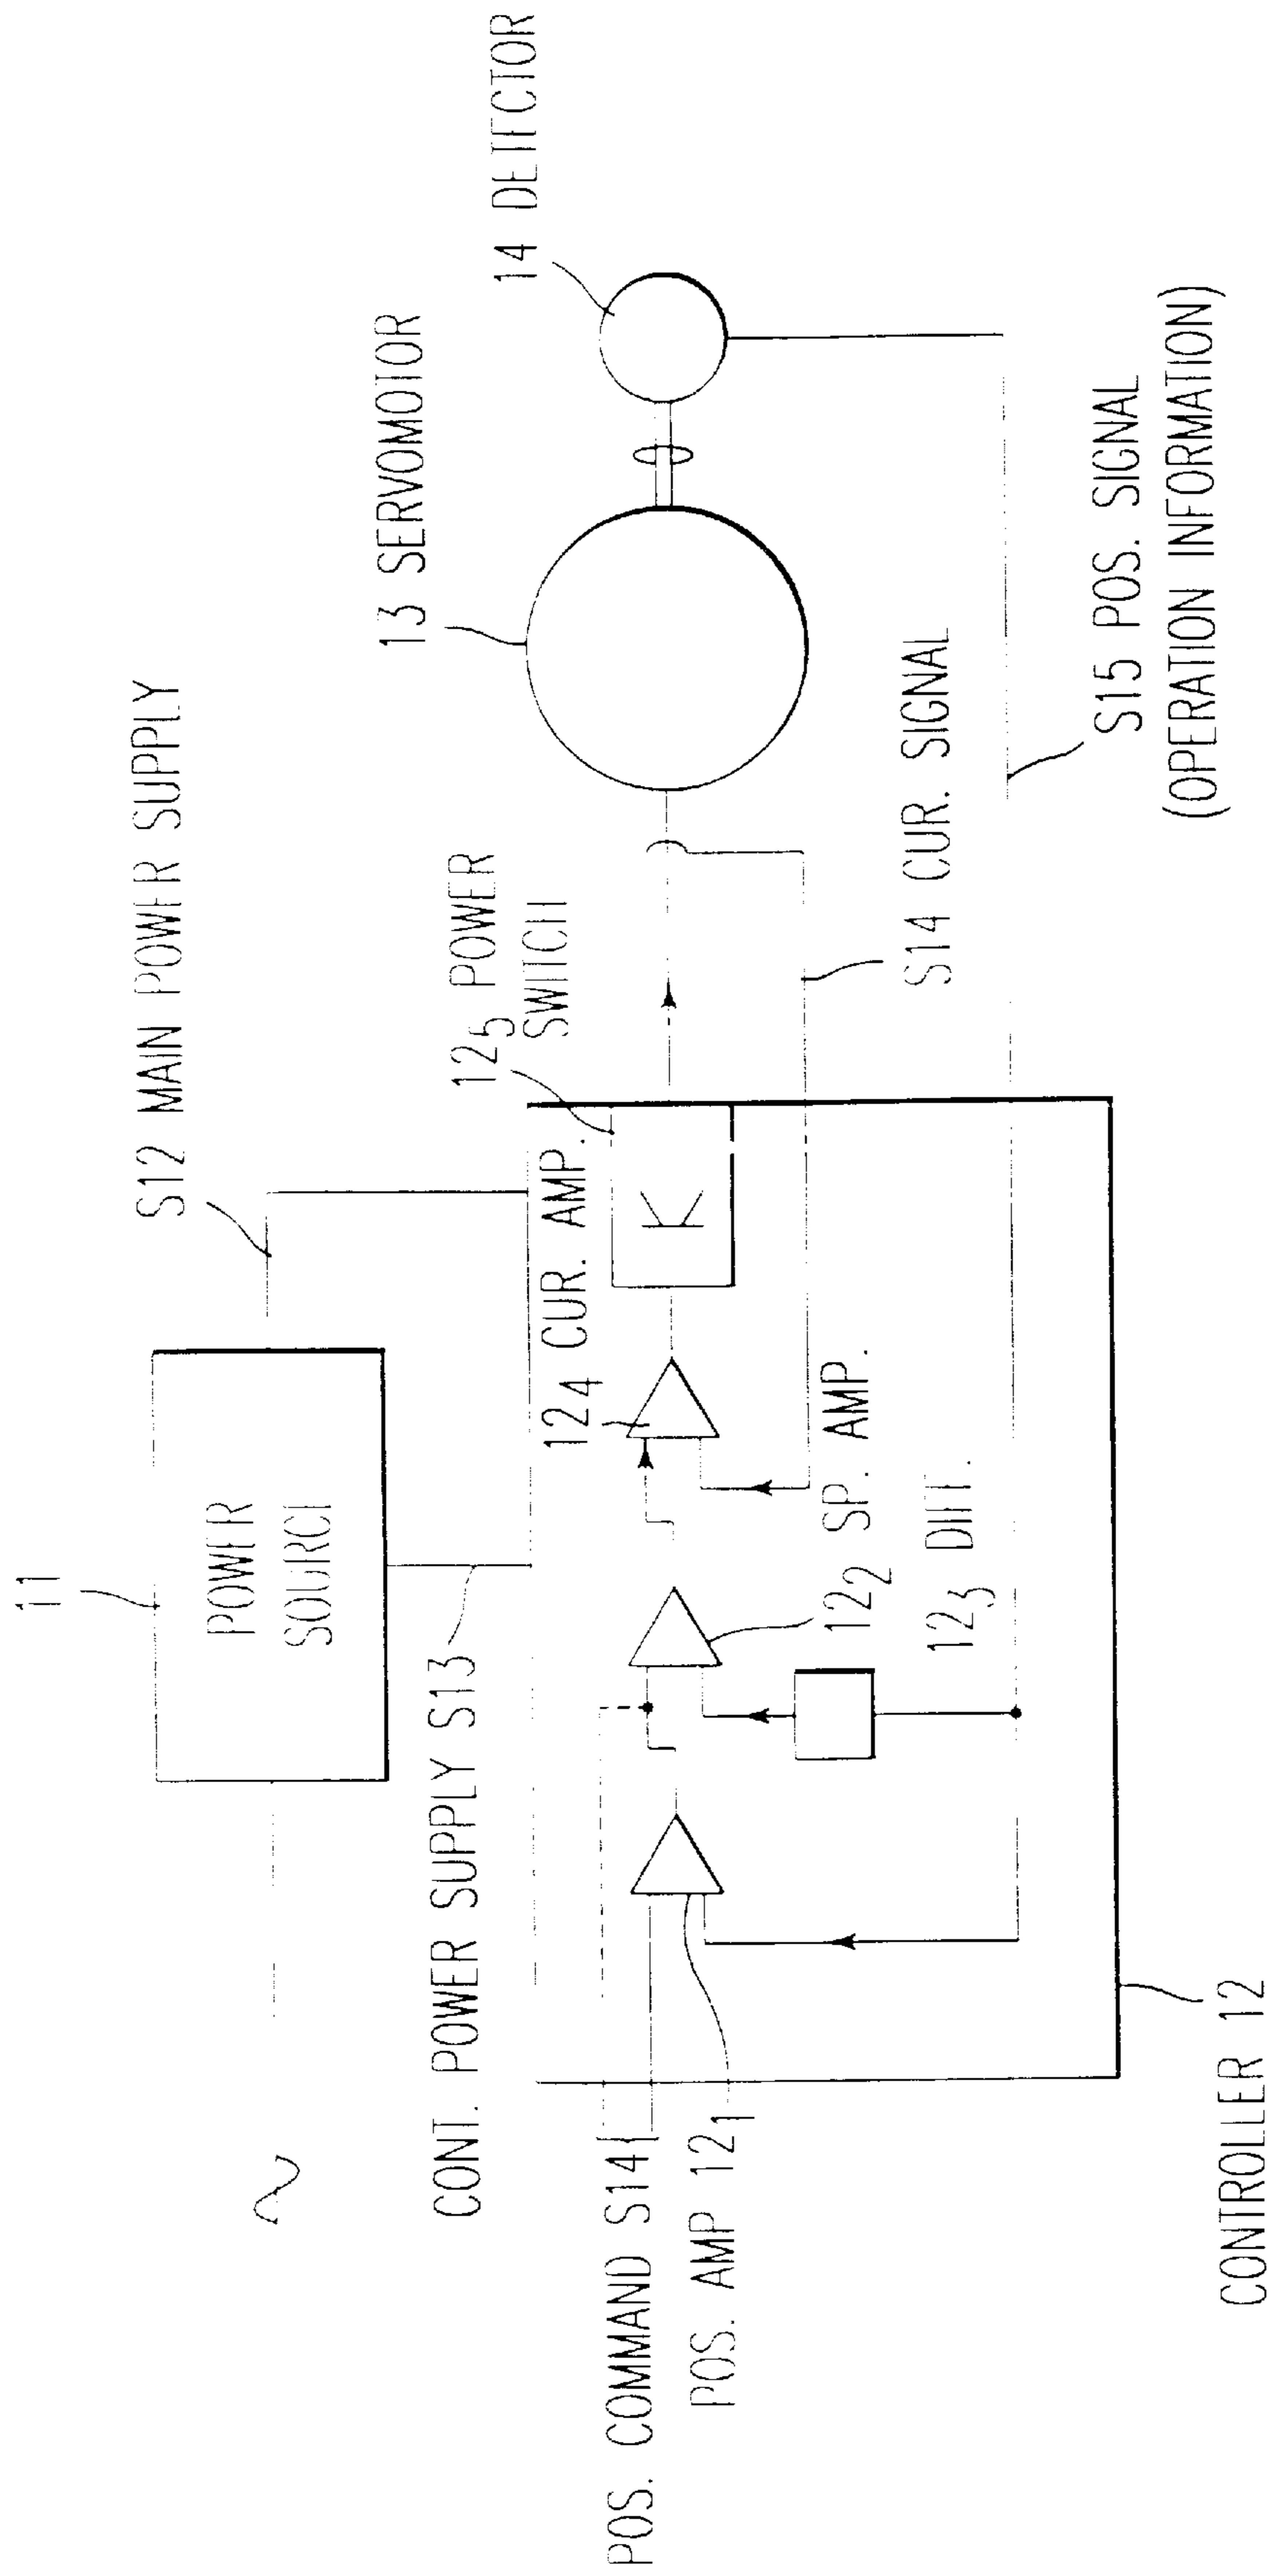 11
POWER
SOURCE
S12 MAIN POWER SUPPLY
CONT. POWER SUPPLY S13
13 SERVOMOTOR
14 DETECTOR
12₅ POWER
SWITCH
12₄ CUR. AMP.
POS. COMMAND S14
POS. AMP 12₁
12₂ SP. AMP.
12₃ DIFF.
S14 CUR. SIGNAL
S15 POS. SIGNAL
(OPERATION INFORMATION)
CONTROLLER 12